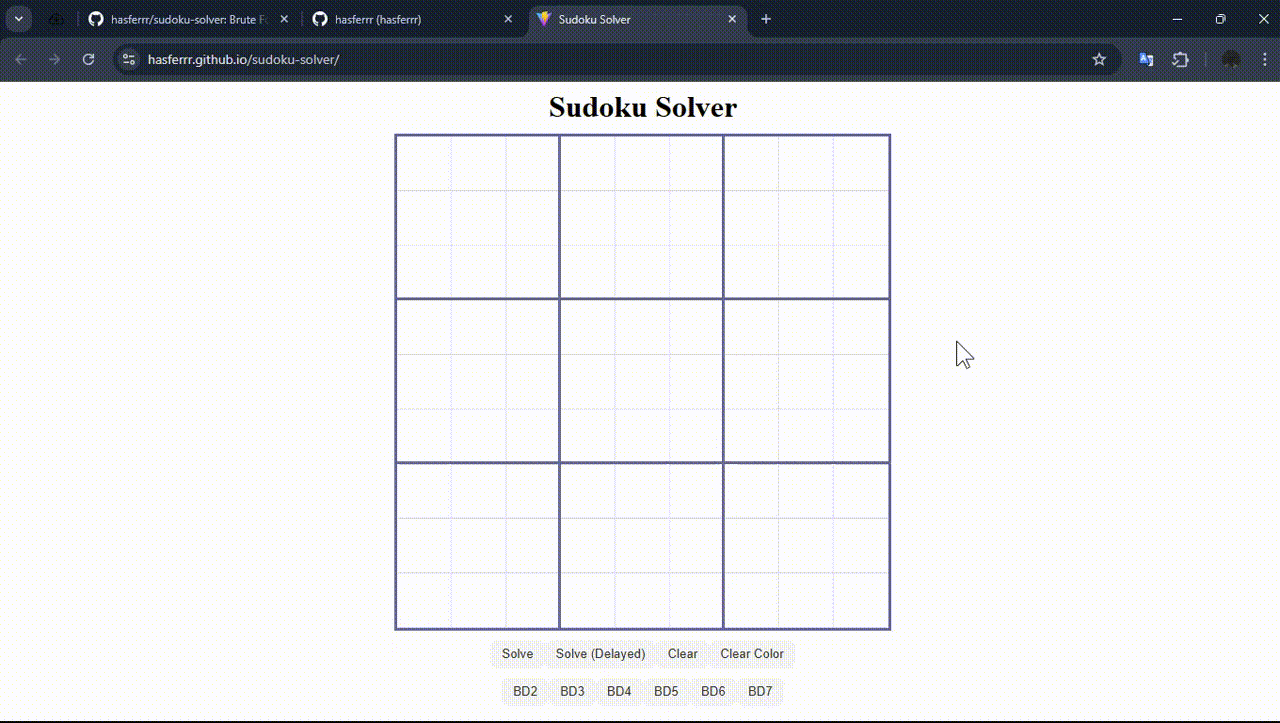 hasferrr/sudoku-solver: Brute Fo
hasferrr (hasferrr)
Sudoku Solver
hasferrr.github.io/sudoku-solver/
Sudoku Solver
Solve Solve (Delayed) Clear Clear Color
BD2 BD3 BD4 BD5 BD6 BD7